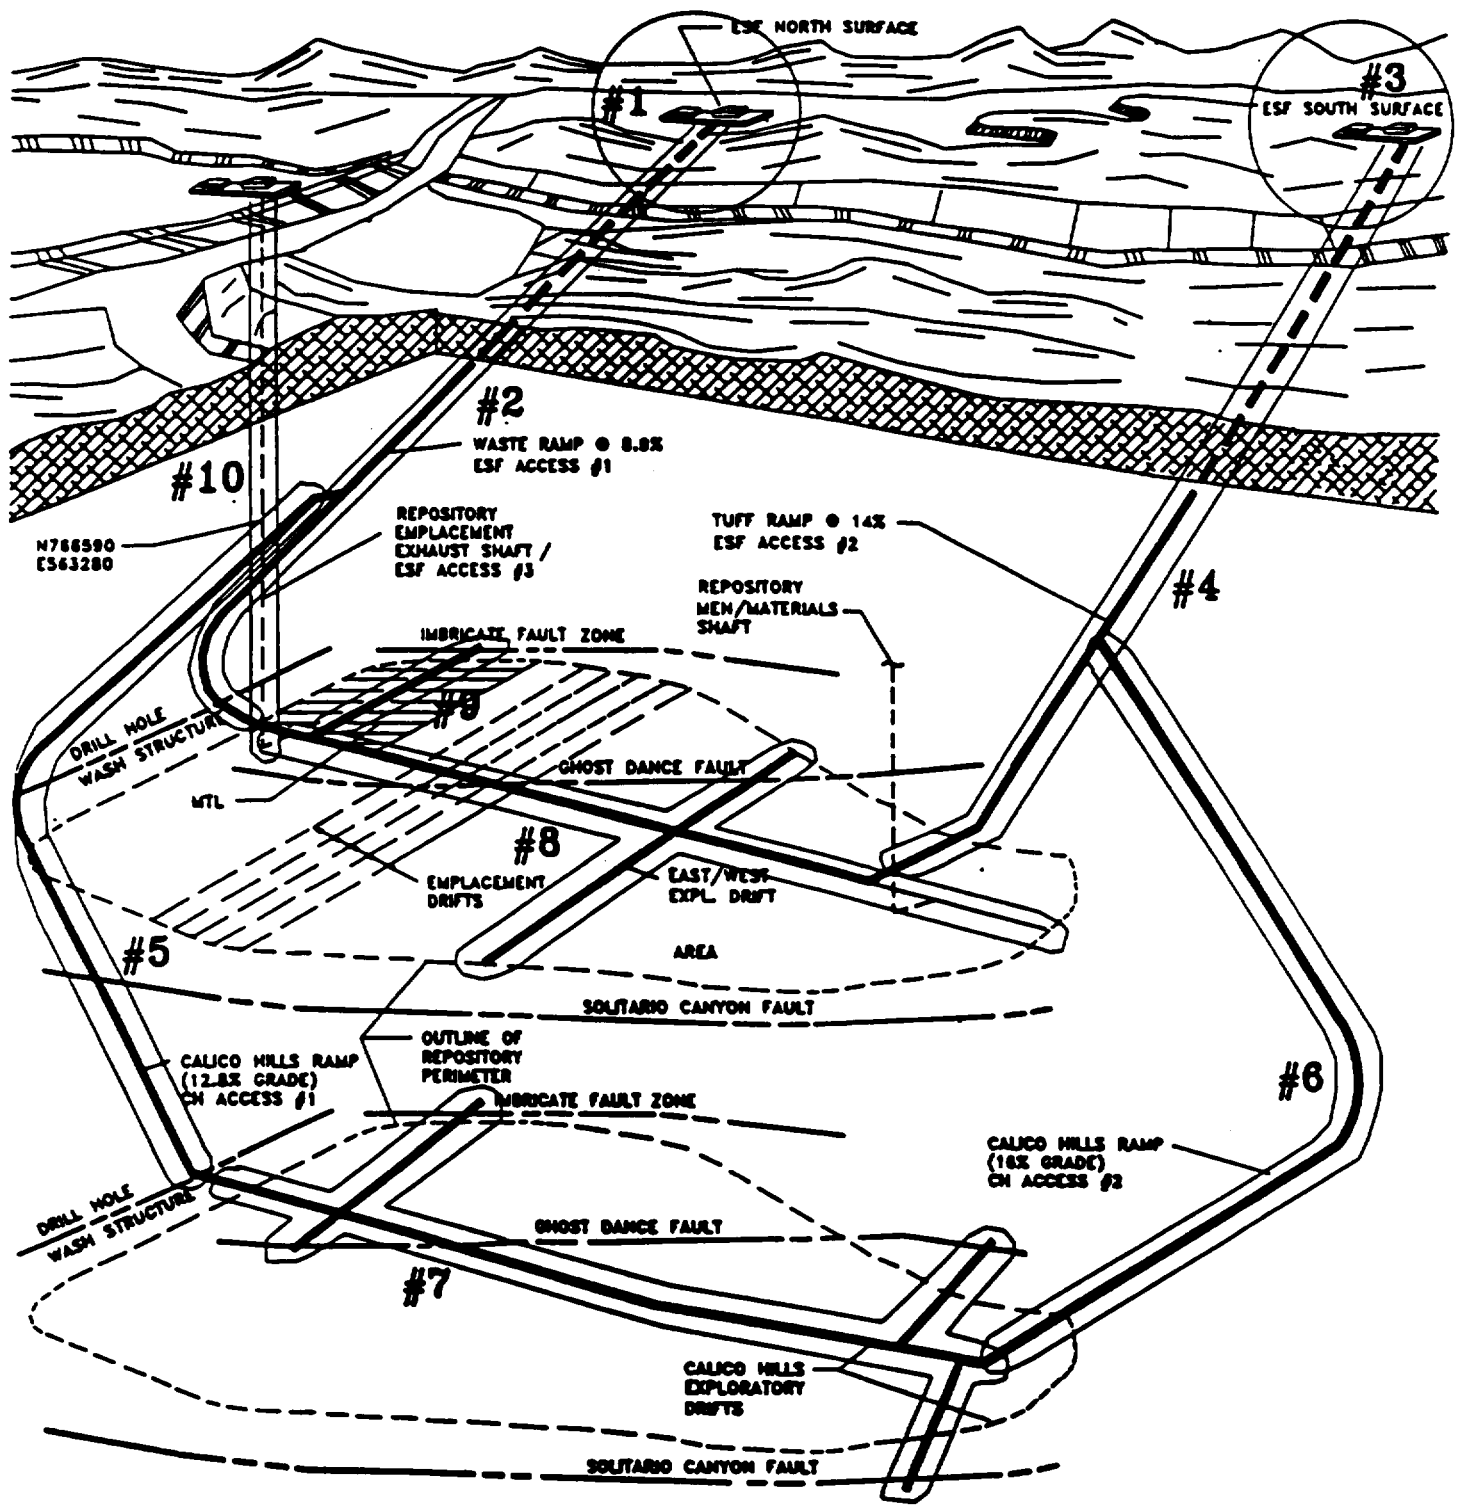 ESF NORTH SURFACE
#1
#3
ESF SOUTH SURFACE
#2
WASTE RAMP @ 8.8%
ESF ACCESS #1
#10
REPOSITORY
EMPLACEMENT
EXHAUST SHAFT /
ESF ACCESS #3
N766590
E563280
TUFF RAMP @ 14%
ESF ACCESS #2
#4
REPOSITORY
MEN/MATERIALS
SHAFT
IMBRICATE FAULT ZONE
#9
DRILL HOLE
WASH STRUCTURE
GHOST DANCE FAULT
MTL
#8
EMPLACEMENT
DRIFTS
EAST/WEST
EXPL. DRIFT
#5
AREA
SOLITARIO CANYON FAULT
OUTLINE OF
REPOSITORY
PERIMETER
CALICO HILLS RAMP
(12.8% GRADE)
CH ACCESS #1
#6
IMBRICATE FAULT ZONE
CALICO HILLS RAMP
(16% GRADE)
CH ACCESS #2
DRILL HOLE
WASH STRUCTURE
GHOST DANCE FAULT
#7
CALICO HILLS
EXPLORATORY
DRIFTS
SOLITARIO CANYON FAULT